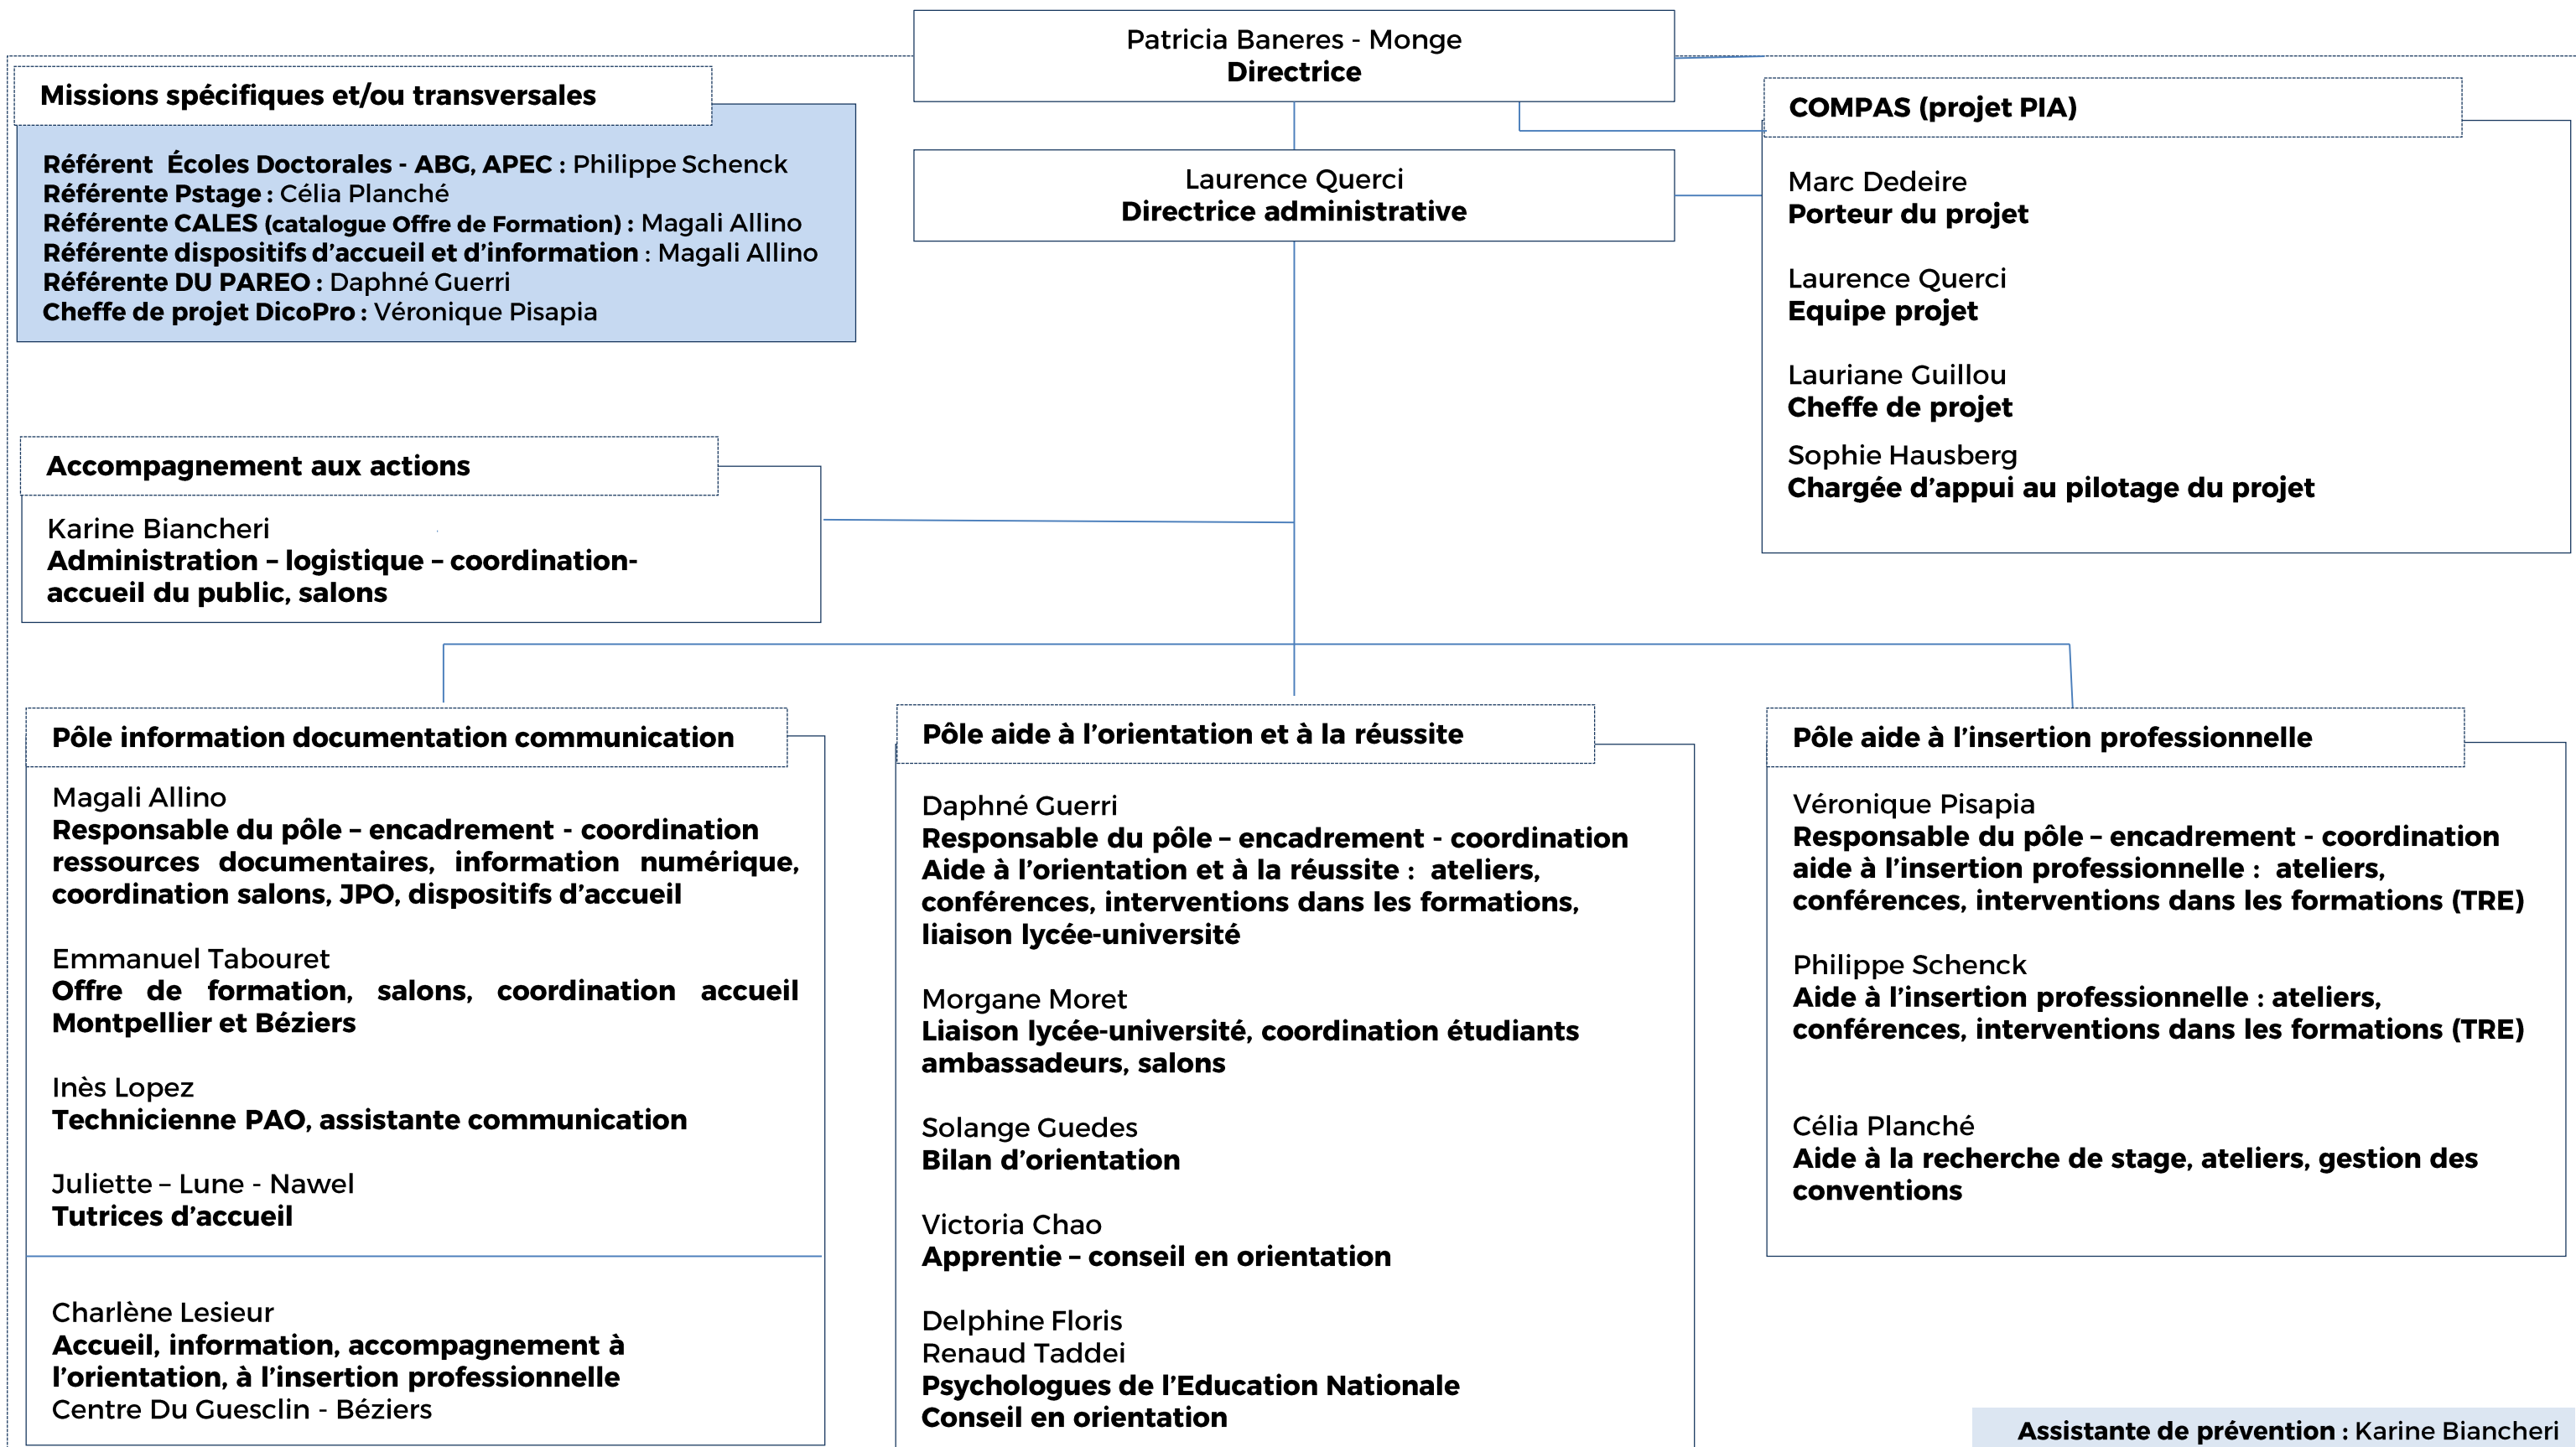 Patricia Baneres - Monge
Directrice
Missions spécifiques et/ou transversales
Référent  Écoles Doctorales - ABG, APEC : Philippe Schenck
Référente Pstage : Célia Planché
Référente CALES (catalogue Offre de Formation) : Magali Allino
Référente dispositifs d’accueil et d’information : Magali Allino
Référente DU PAREO : Daphné Guerri
Cheffe de projet DicoPro : Véronique Pisapia
Laurence Querci
Directrice administrative
COMPAS (projet PIA)
Marc Dedeire
Porteur du projet
Laurence Querci
Equipe projet
Lauriane Guillou
Cheffe de projet
Sophie Hausberg
Chargée d’appui au pilotage du projet
Accompagnement aux actions
Karine Biancheri
Administration – logistique – coordination-
accueil du public, salons
Pôle information documentation communication
Magali Allino
Responsable du pôle – encadrement - coordination
ressources documentaires, information numérique,
coordination salons, JPO, dispositifs d’accueil
Emmanuel Tabouret
Offre de formation, salons, coordination accueil
Montpellier et Béziers
Inès Lopez
Technicienne PAO, assistante communication
Juliette – Lune - Nawel
Tutrices d’accueil
Charlène Lesieur
Accueil, information, accompagnement à
l’orientation, à l’insertion professionnelle
Centre Du Guesclin - Béziers
Pôle aide à l’orientation et à la réussite
Daphné Guerri
Responsable du pôle – encadrement - coordination
Aide à l’orientation et à la réussite :  ateliers,
conférences, interventions dans les formations,
liaison lycée-université
Morgane Moret
Liaison lycée-université, coordination étudiants
ambassadeurs, salons
Solange Guedes
Bilan d’orientation
Victoria Chao
Apprentie – conseil en orientation
Delphine Floris
Renaud Taddei
Psychologues de l’Education Nationale
Conseil en orientation
Pôle aide à l’insertion professionnelle
Véronique Pisapia
Responsable du pôle – encadrement - coordination
aide à l’insertion professionnelle :  ateliers,
conférences, interventions dans les formations (TRE)
Philippe Schenck
Aide à l’insertion professionnelle : ateliers,
conférences, interventions dans les formations (TRE)
Célia Planché
Aide à la recherche de stage, ateliers, gestion des
conventions
Assistante de prévention : Karine Biancheri